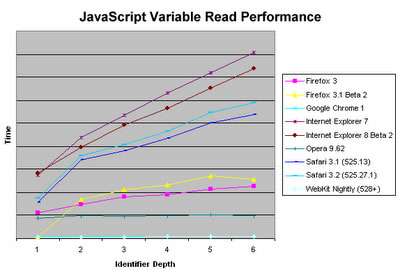 JavaScript Variable Read Performance
Time
1 2 3 4 5 6
Identifier Depth
Firefox 3
Firefox 3.1 Beta 2
Google Chrome 1
Internet Explorer 7
Internet Explorer 8 Beta 2
Opera 9.62
Safari 3.1 (525.13)
Safari 3.2 (525.27.1)
WebKit Nightly (528+)